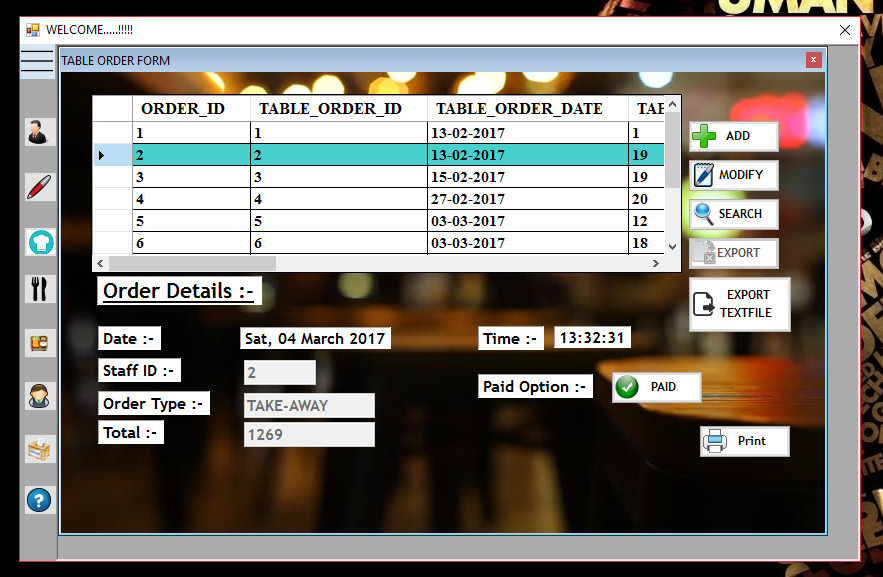 WELCOME.....!!!!!
TABLE ORDER FORM
ORDER_ID TABLE_ORDER_ID TABLE_ORDER_DATE TAE
1 1 13-02-2017 1
2 2 13-02-2017 19
3 3 15-02-2017 19
4 4 27-02-2017 20
5 5 03-03-2017 12
6 6 03-03-2017 18
ADD
MODIFY
SEARCH
EXPORT
EXPORT
TEXTFILE
Order Details :-
Date :- Sat, 04 March 2017 Time :- 13:32:31
Staff ID :- 2
Paid Option :- PAID
Order Type :- TAKE-AWAY
Total :- 1269
Print